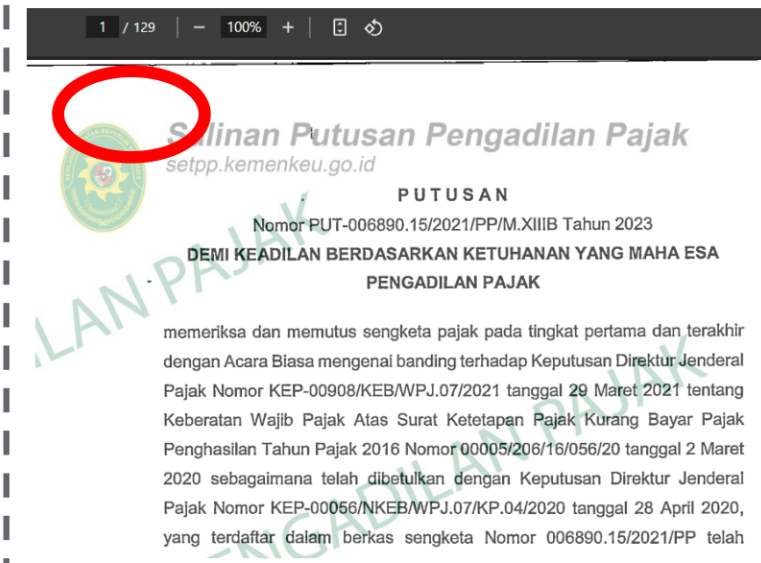 1 / 129 — 100% +
Salinan Putusan Pengadilan Pajak
setpp.kemenkeu.go.id
PUTUSAN
Nomor PUT-006890.15/2021/PP/M.XIIIB Tahun 2023
DEMI KEADILAN BERDASARKAN KETUHANAN YANG MAHA ESA
PENGADILAN PAJAK
memeriksa dan memutus sengketa pajak pada tingkat pertama dan terakhir
dengan Acara Biasa mengenai banding terhadap Keputusan Direktur Jenderal
Pajak Nomor KEP-00908/KEB/WPJ.07/2021 tanggal 29 Maret 2021 tentang
Keberatan Wajib Pajak Atas Surat Ketetapan Pajak Kurang Bayar Pajak
Penghasilan Tahun Pajak 2016 Nomor 00005/206/16/056/20 tanggal 2 Maret
2020 sebagaimana telah dibetulkan dengan Keputusan Direktur Jenderal
Pajak Nomor KEP-00056/NKEB/WPJ.07/KP.04/2020 tanggal 28 April 2020,
yang terdaftar dalam berkas sengketa Nomor 006890.15/2021/PP telah
ILAN PAJAK
PENGADILAN PAJAK